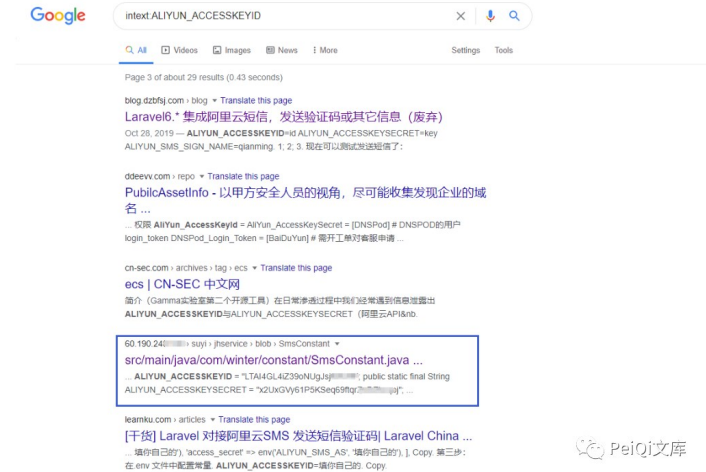 Google
intext:ALIYUN_ACCESSKEYID
All Videos Images News More Settings Tools
Page 3 of about 29 results (0.43 seconds)
blog.dzbfsj.com › blog ▾ Translate this page
Laravel6.* 集成阿里云短信，发送验证码或其它信息（废弃）
Oct 28, 2019 — ALIYUN_ACCESSKEYID=id ALIYUN_ACCESSKEYSECRET=key
ALIYUN_SMS_SIGN_NAME=qianming. 1; 2; 3. 现在可以测试发送短信了：
ddeevv.com › repo ▾ Translate this page
PubilcAssetInfo - 以甲方安全人员的视角，尽可能收集发现企业的域
名 ...
... 权限 AliYun_AccessKeyId = AliYun_AccessKeySecret = [DNSPod] # DNSPOD的用户
login_token DNSPod_Login_Token = [BaiDuYun] # 需开工单对客服申请 ...
cn-sec.com › archives › tag › ecs ▾ Translate this page
ecs | CN-SEC 中文网
简介（Gamma实验室第二个开源工具）在日常渗透过程中我们经常遇到信息泄露出
ALIYUN_ACCESSKEYID与ALIYUN_ACCESSKEYSECRET（阿里云API&nb.
60.190.24 › suyi › jhservice › blob › SmsConstant ▾
src/main/java/com/winter/constant/SmsConstant.java ...
... ALIYUN_ACCESSKEYID = "LTAI4GL4iZ39oNUgJsj ; public static final String
ALIYUN_ACCESSKEYSECRET = "x2UxGVy61P5KSeq69ftqr j"; ...
learnku.com › articles ▾ Translate this page
[干货] Laravel 对接阿里云SMS 发送短信验证码| Laravel China ...
... 填你自己的'), 'access_secret' => env('ALIYUN_SMS_AS', '填你自己的'), ], Copy. 第三步：
在.env 文件中配置常量. ALIYUN_ACCESSKEYID=填你自己的. Copy.
PeiQi文库